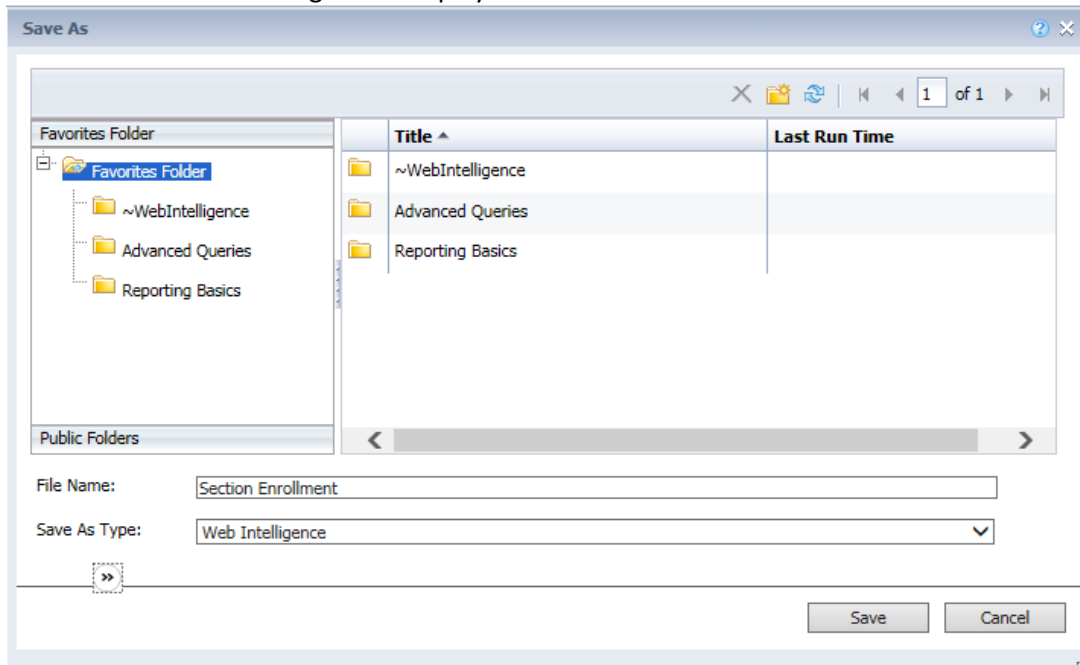 Save As
1 of 1
Favorites Folder
Title
Last Run Time
Favorites Folder
~WebIntelligence
Advanced Queries
Reporting Basics
~WebIntelligence
Advanced Queries
Reporting Basics
Public Folders
File Name:
Section Enrollment
Save As Type:
Web Intelligence
»
Save
Cancel